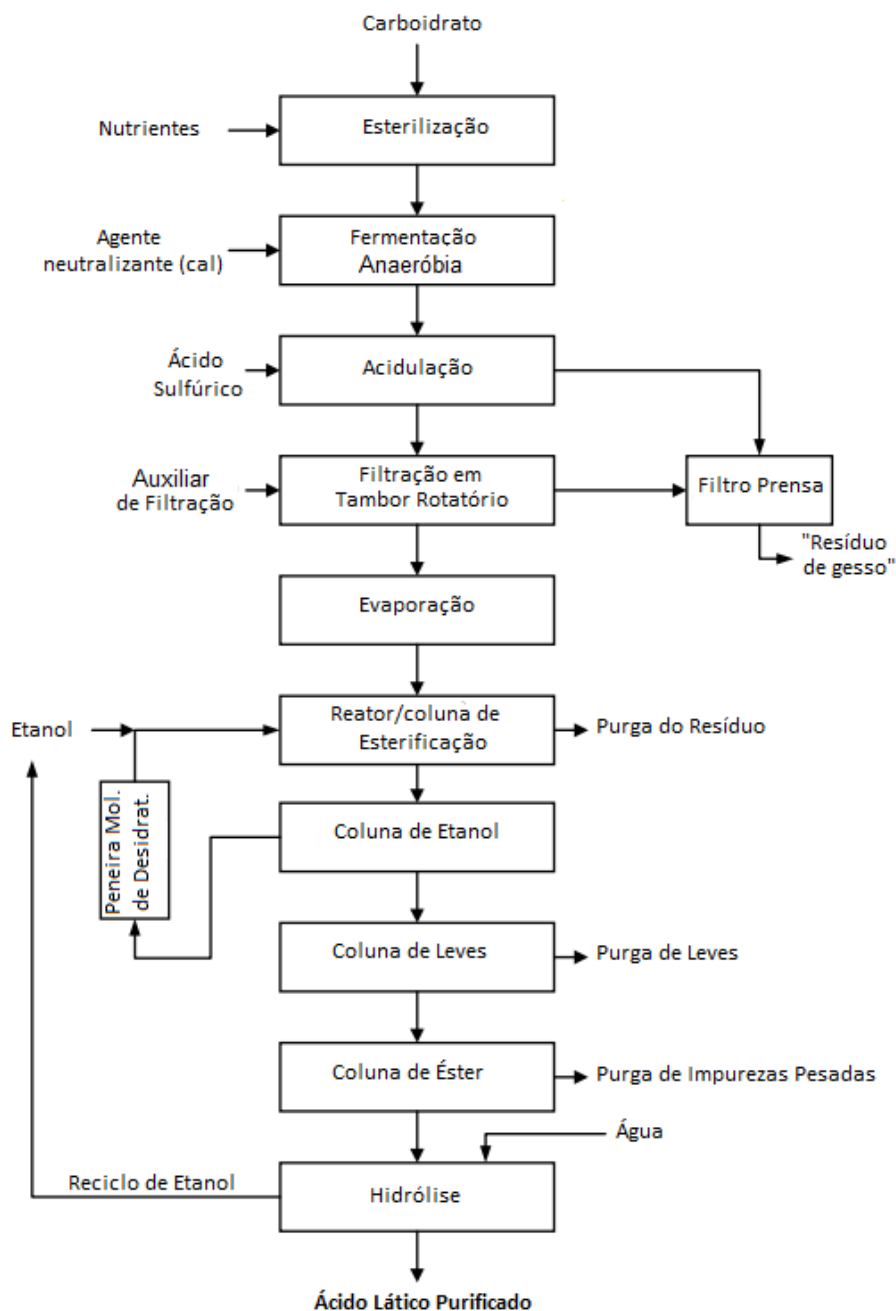 Carboidrato
Nutrientes
Esterilização
Agente
neutralizante (cal)
Fermentação
Anaeróbia
Ácido
Sulfúrico
Acidulação
Auxiliar
de Filtração
Filtração em
Tambor Rotatório
Filtro Prensa
"Resíduo
de gesso"
Evaporação
Etanol
Reator/coluna de
Esterificação
Purga do Resíduo
Peneira Mol.
de Desidrat.
Coluna de Etanol
Coluna de Leves
Purga de Leves
Coluna de Éster
Purga de Impurezas Pesadas
Água
Reciclo de Etanol
Hidrólise
Ácido Lático Purificado